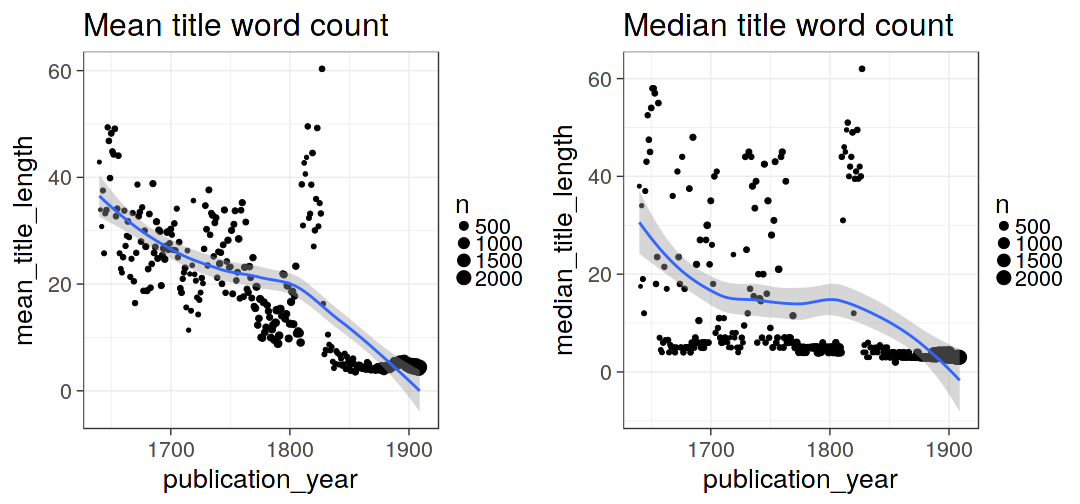 Mean title word count
60
40
20
0
mean_title_length
1700
1800
1900
publication_year
n
500
1000
1500
2000
Median title word count
60
40
20
0
median_title_length
1700
1800
1900
publication_year
n
500
1000
1500
2000